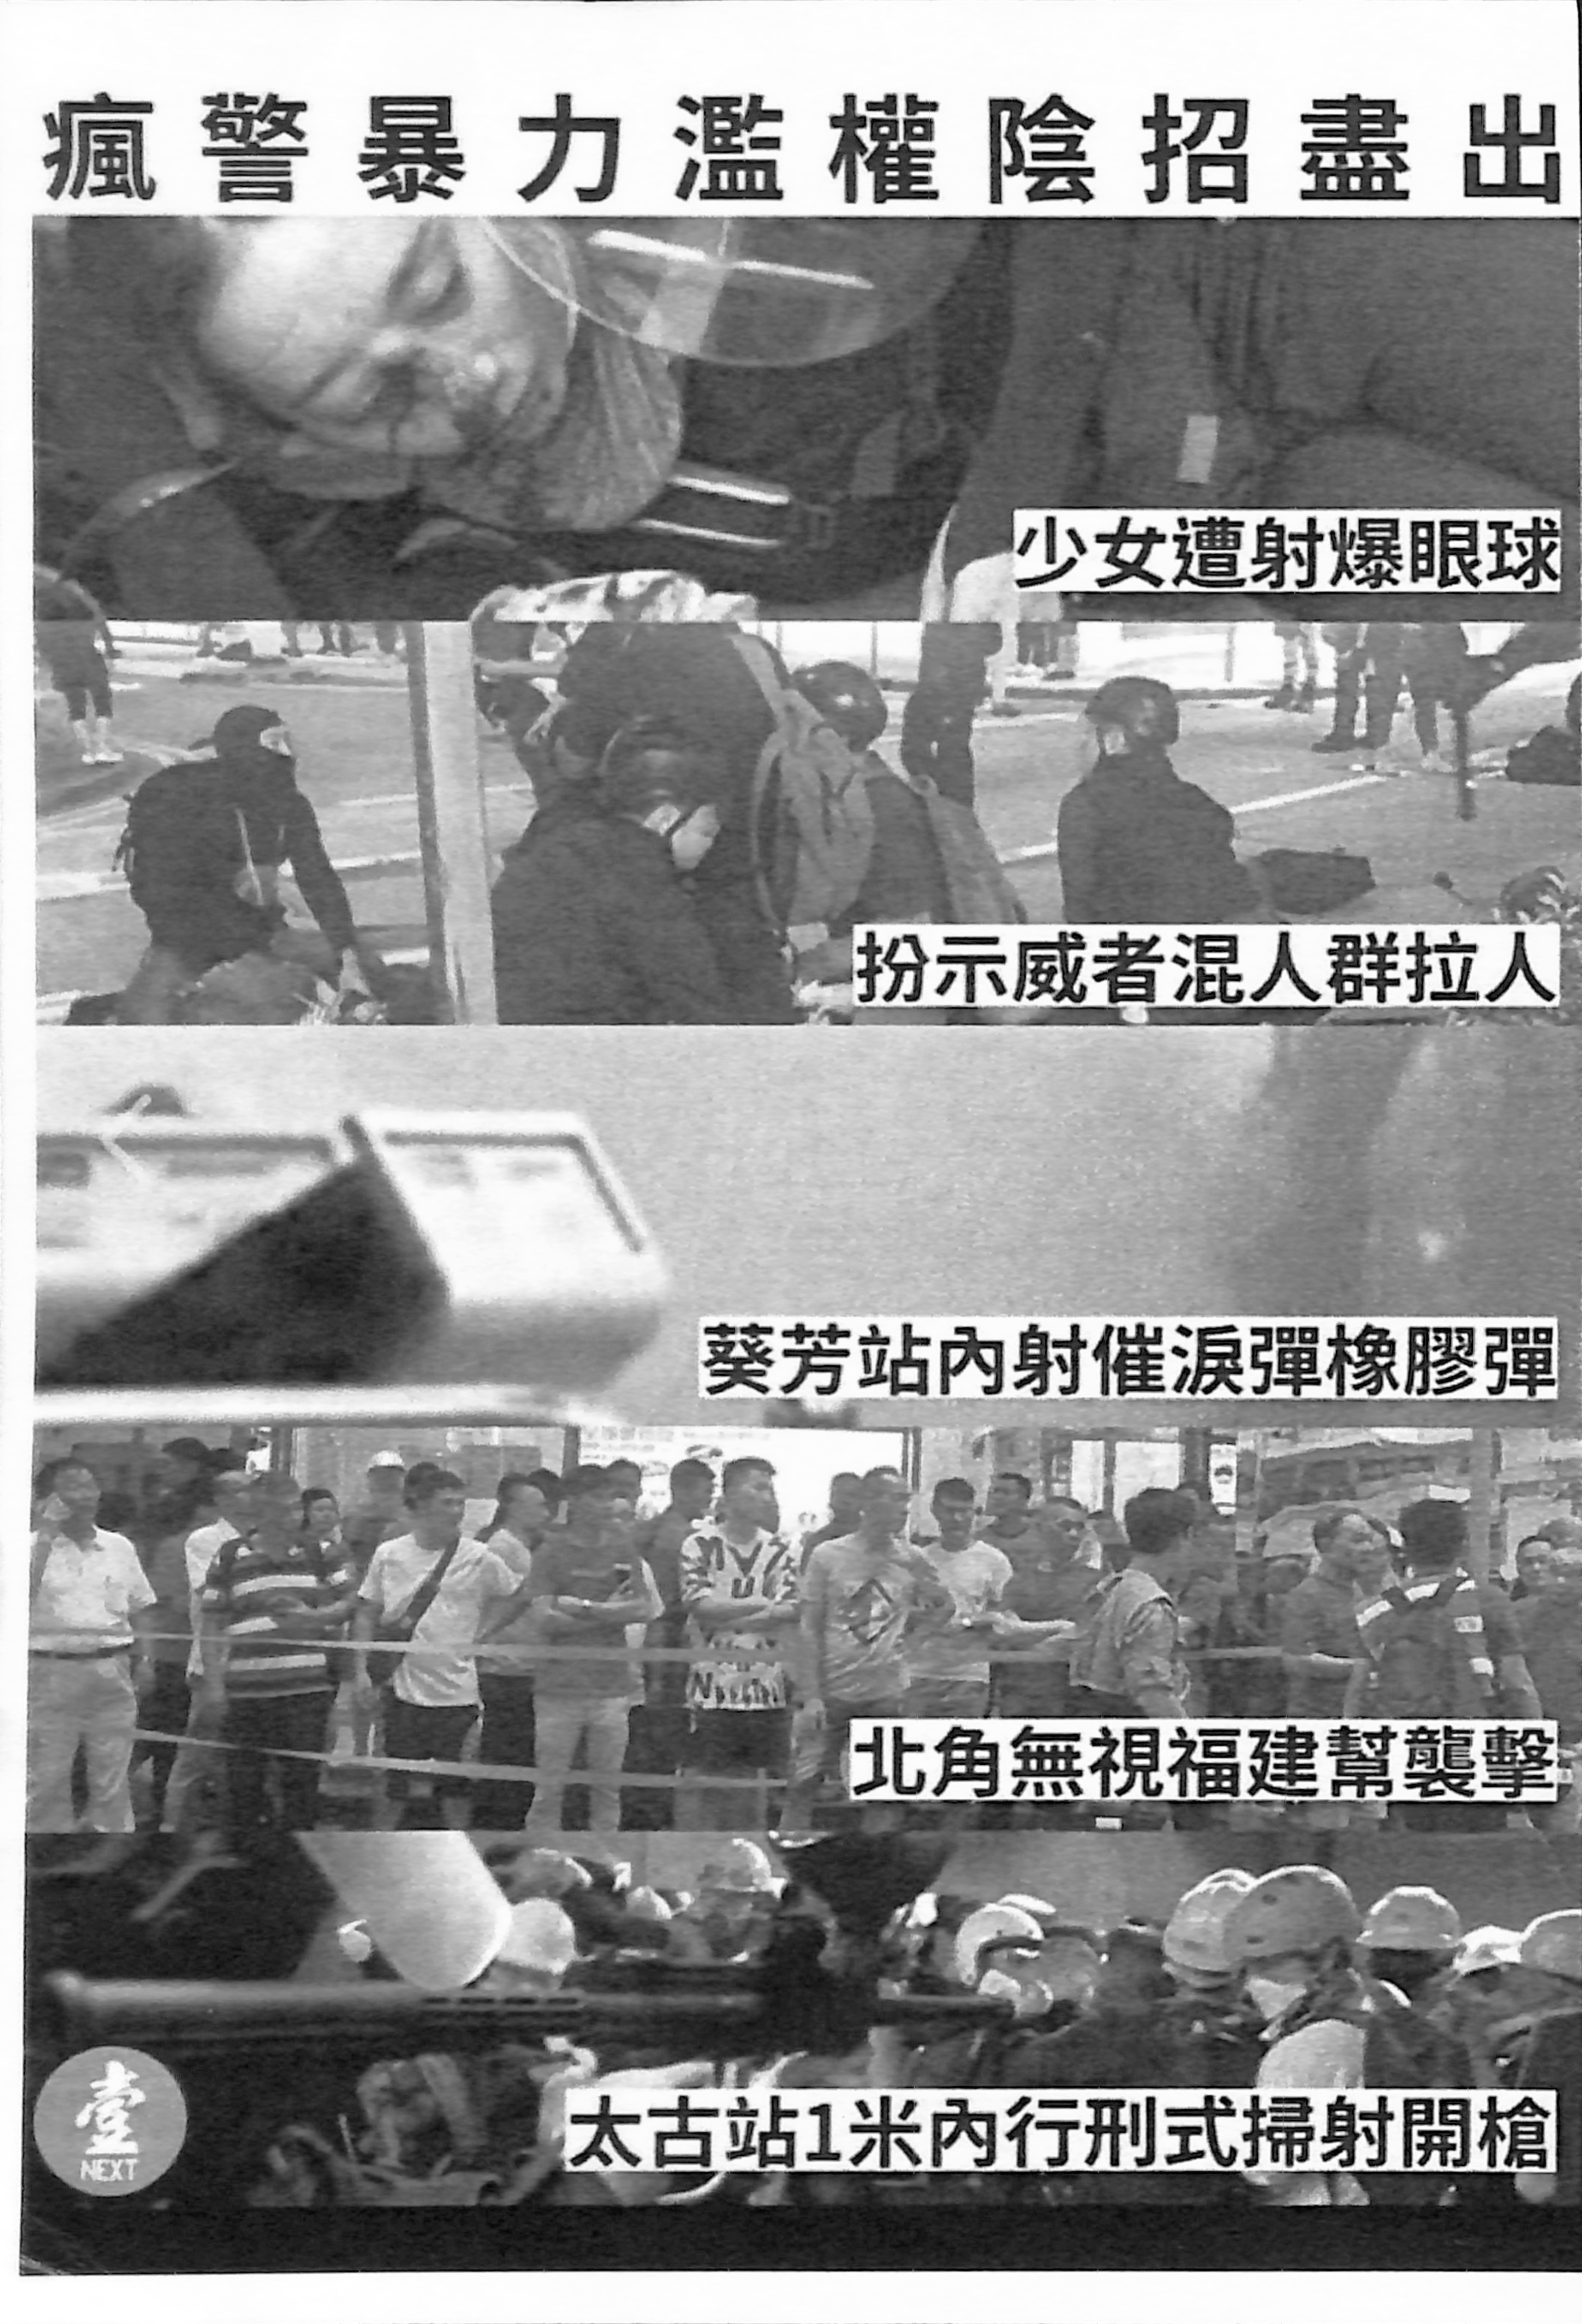 瘋警暴力濫權陰招盡出
少女遭射爆眼球
扮示威者混人群拉人
葵芳站內射催淚彈橡膠彈
北角無視福建幫襲擊
太古站1米內行刑式掃射開槍
壹
NEXT